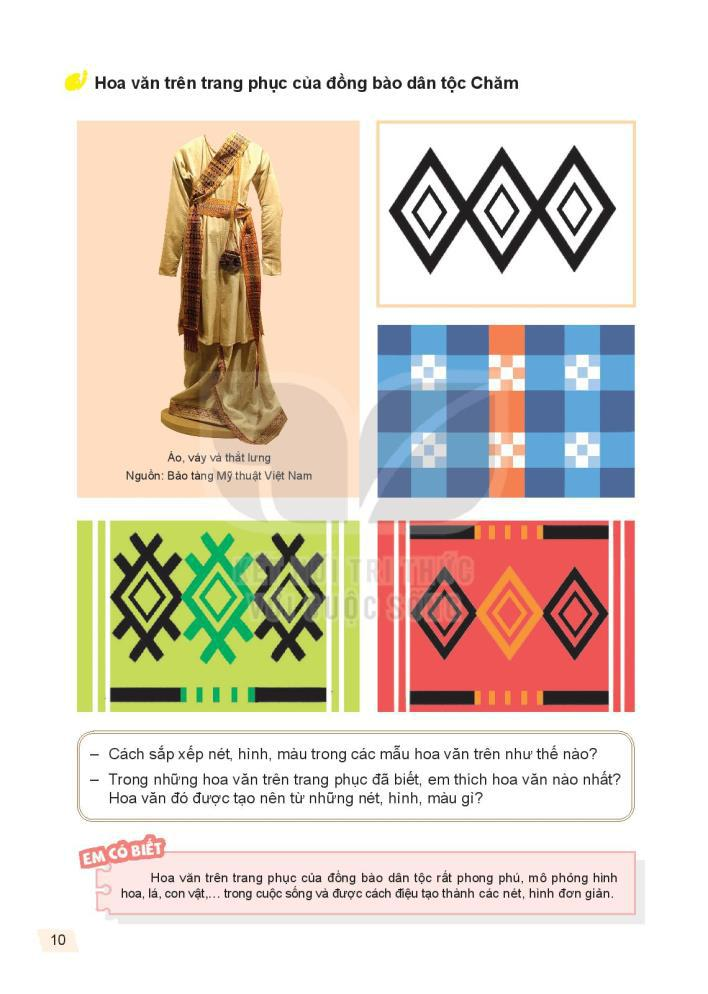 Hoa văn trên trang phục của đồng bào dân tộc Chăm
Áo, váy và thắt lưng
Nguồn: Bảo tàng Mỹ thuật Việt Nam
KẾT NỐI TRI THỨC
VỚI CUỘC SỐNG
– Cách sắp xếp nét, hình, màu trong các mẫu hoa văn trên như thế nào?
– Trong những hoa văn trên trang phục đã biết, em thích hoa văn nào nhất?
Hoa văn đó được tạo nên từ những nét, hình, màu gì?
EM CÓ BIẾT
Hoa văn trên trang phục của đồng bào dân tộc rất phong phú, mô phỏng hình
hoa, lá, con vật,... trong cuộc sống và được cách điệu tạo thành các nét, hình đơn giản.
10